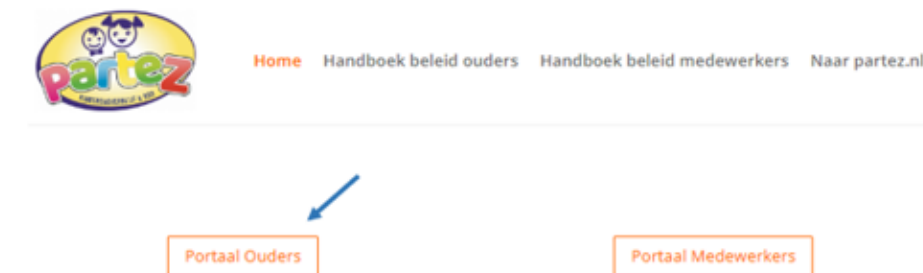 partez
Home Handboek beleid ouders Handboek beleid medewerkers Naar partez.nl
Portaal Ouders Portaal Medewerkers